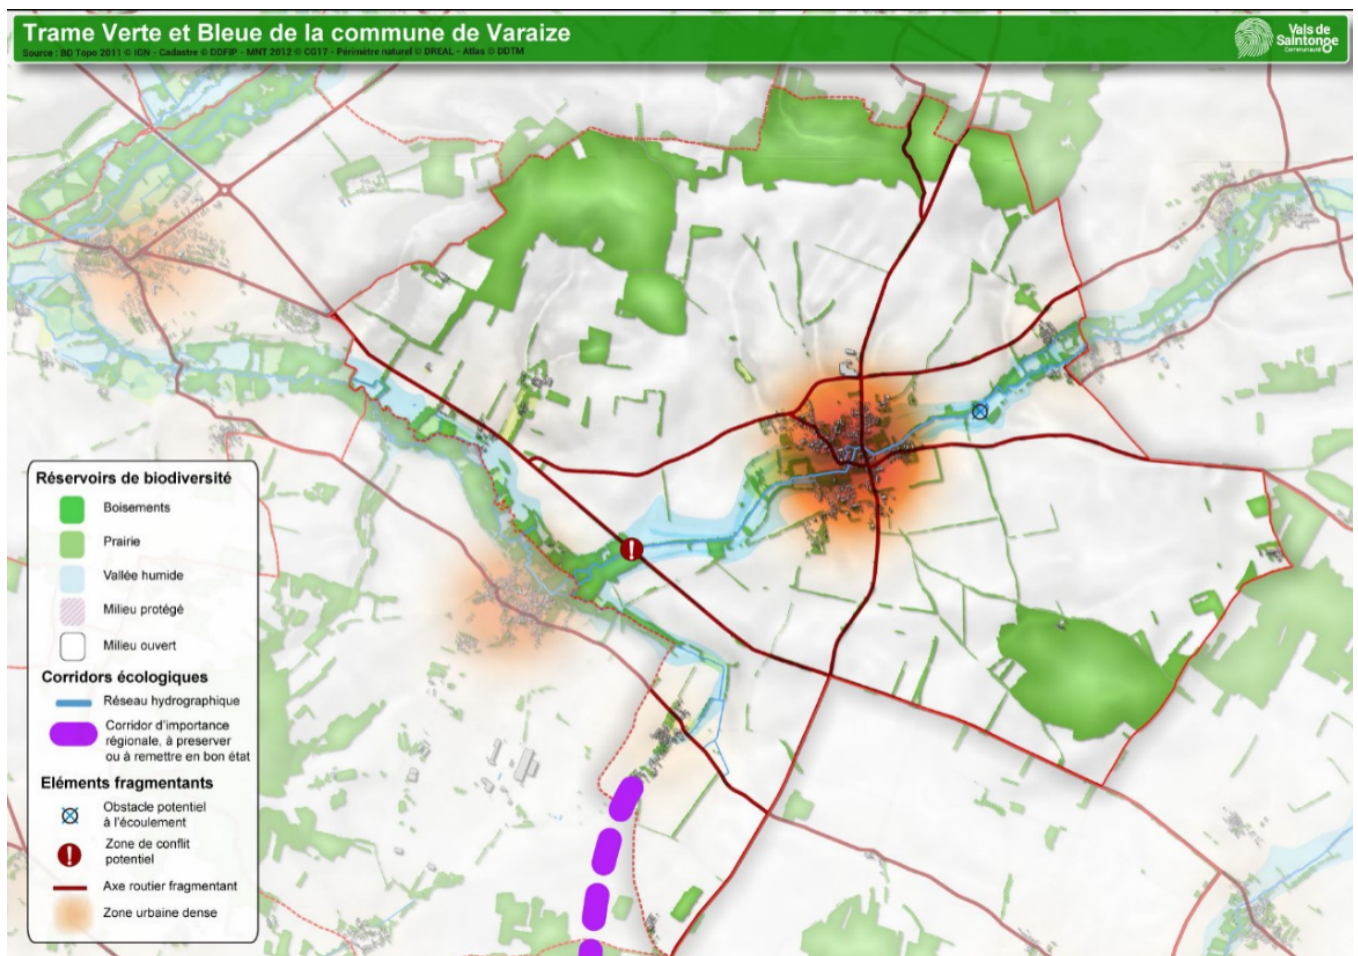 Trame Verte et Bleue de la commune de Varaize
Source : BD Topo 2011 © IGN - Cadastre © DDFIP - MNT 2012 © CG17 - Périmètre naturel © DREAL - Atlas © DDTM
Vals de
Saintonge
Communauté
Réservoirs de biodiversité
Boisements
Prairie
Vallée humide
Milieu protégé
Milieu ouvert
Corridors écologiques
Réseau hydrographique
Corridor d'importance
régionale, à preserver
ou à remettre en bon état
Eléments fragmentants
Obstacle potentiel
à l'écoulement
Zone de conflit
potentiel
Axe routier fragmentant
Zone urbaine dense